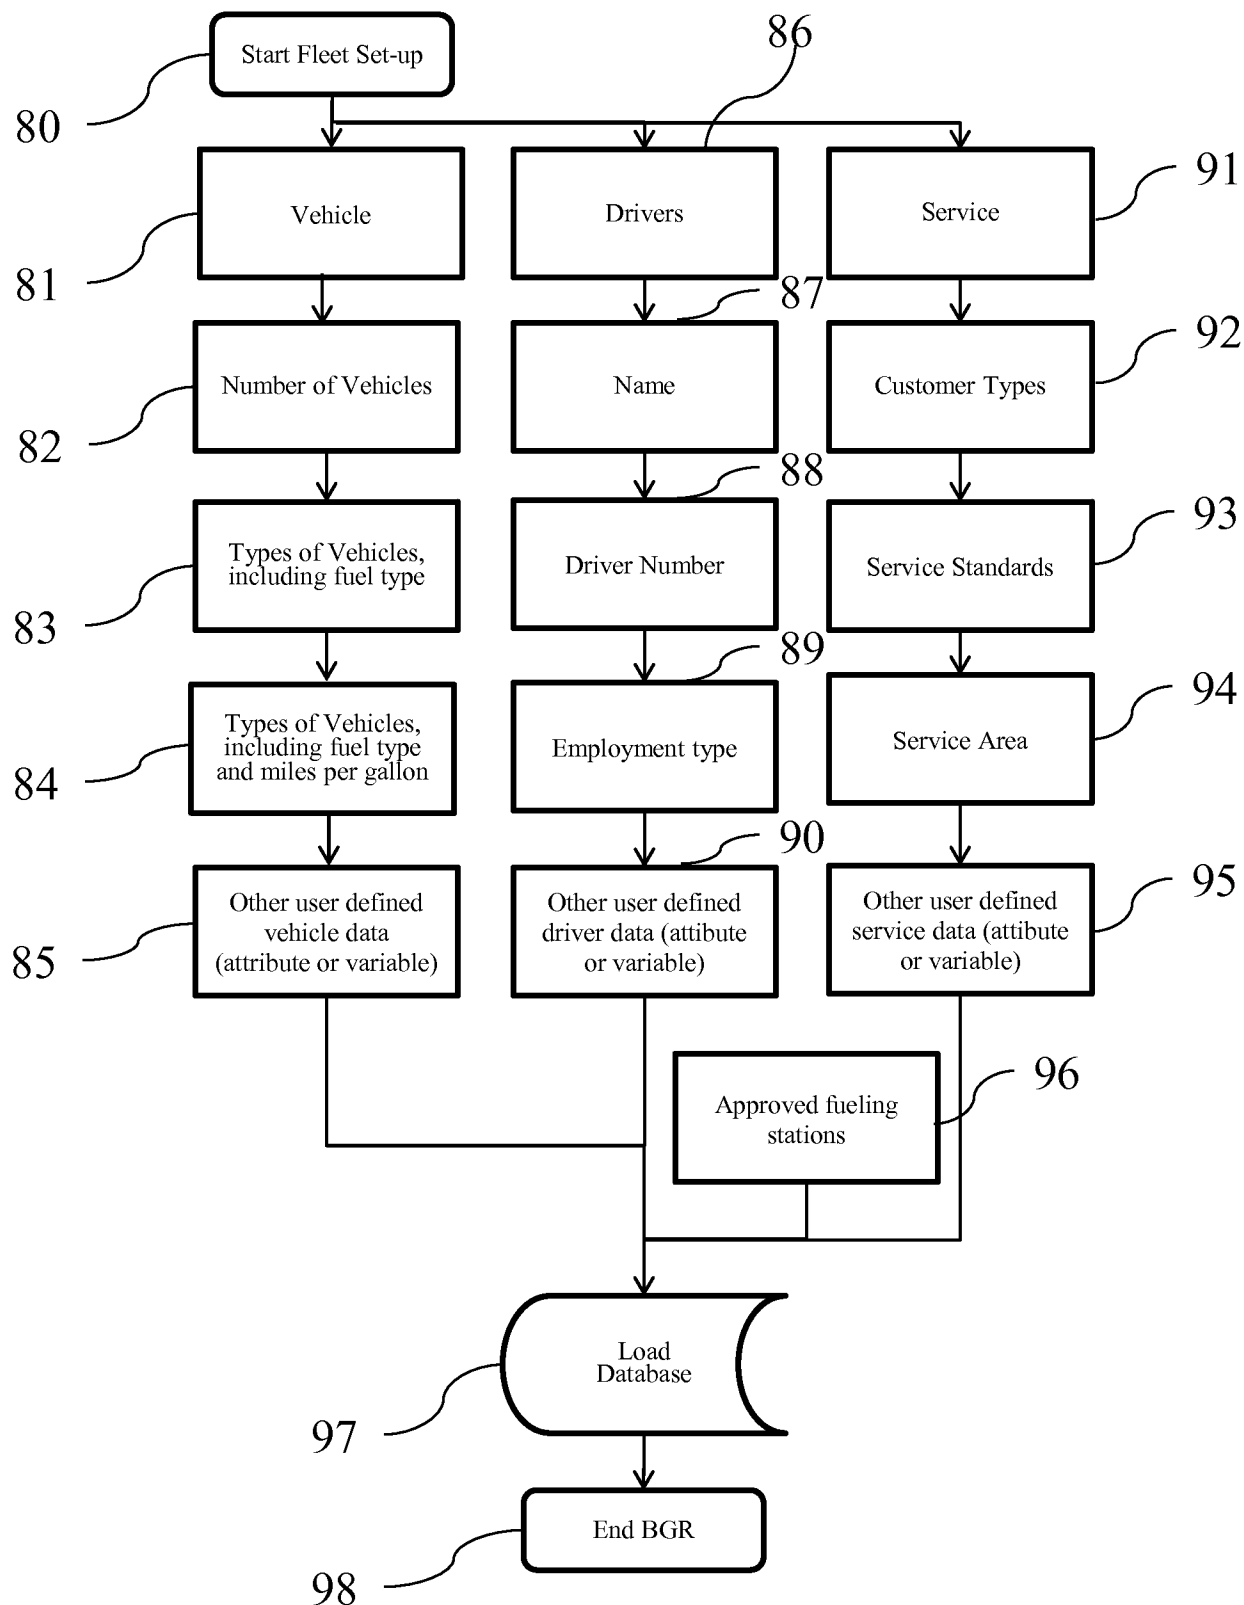 Start Fleet Set-up
80
86
Vehicle
81
Drivers
Service
91
Number of Vehicles
82
87
Name
Customer Types
92
Types of Vehicles,
including fuel type
83
88
Driver Number
Service Standards
93
Types of Vehicles,
including fuel type
and miles per gallon
84
89
Employment type
Service Area
94
Other user defined
vehicle data
(attribute or variable)
85
90
Other user defined
driver data (attibute
or variable)
Other user defined
service data (attibute
or variable)
95
Approved fueling
stations
96
Load
Database
97
End BGR
98